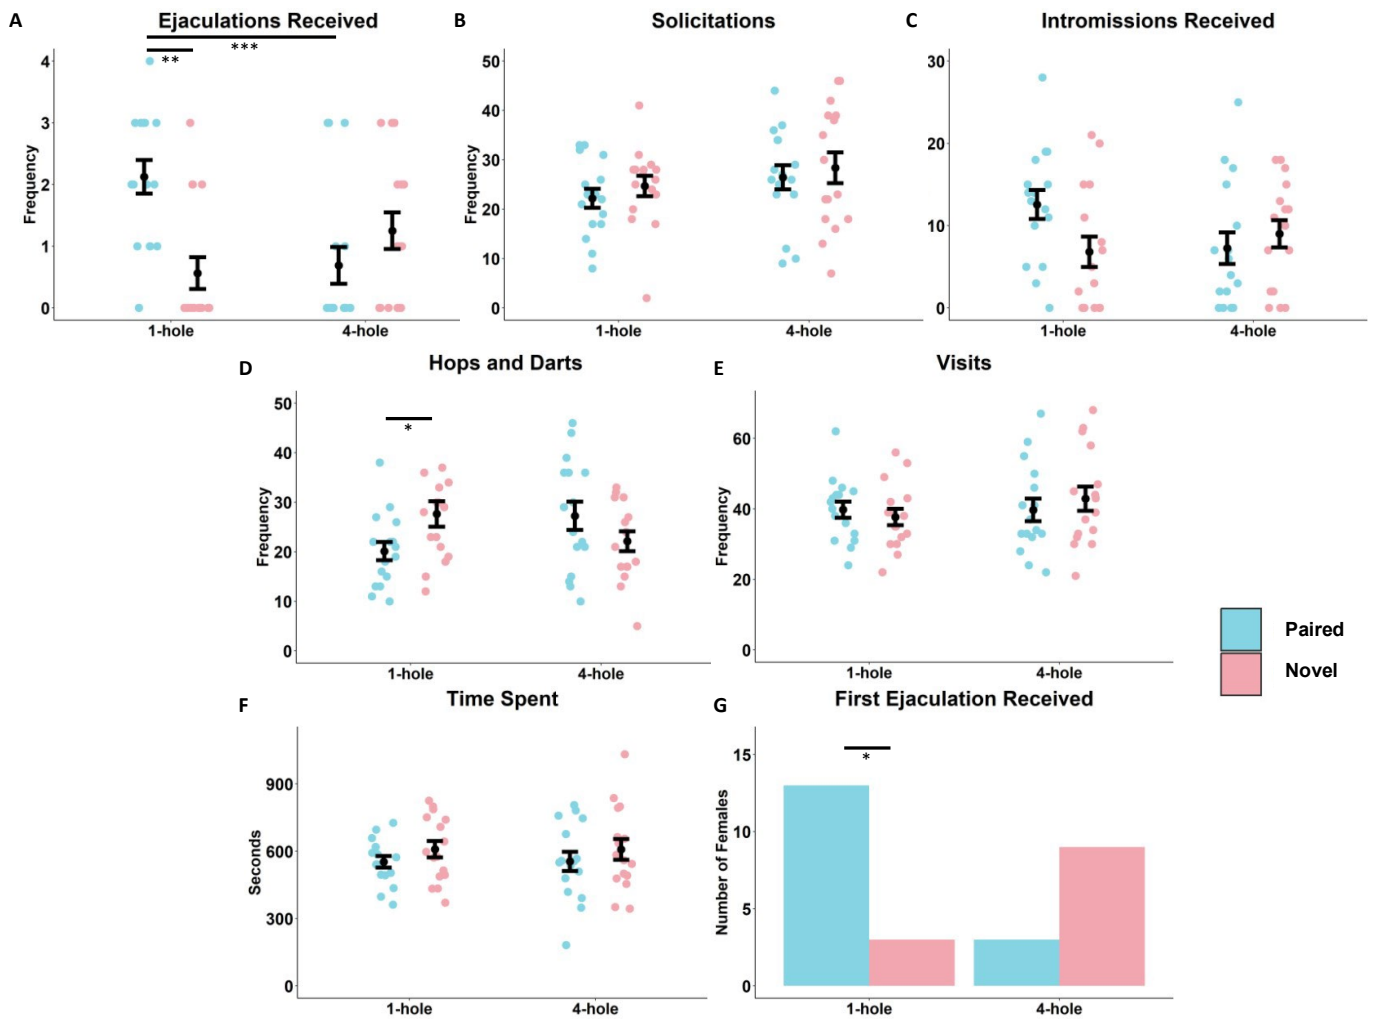 A
Ejaculations Received
Frequency
4
3
2
1
0
**
***
1-hole
4-hole
B
Solicitations
Frequency
50
40
30
20
10
0
1-hole
4-hole
C
Intromissions Received
Frequency
30
20
10
0
1-hole
4-hole
D
Hops and Darts
Frequency
50
40
30
20
10
0
*
1-hole
4-hole
E
Visits
Frequency
60
40
20
0
1-hole
4-hole
Paired
Novel
F
Time Spent
Seconds
900
600
300
0
1-hole
4-hole
G
First Ejaculation Received
Number of Females
15
10
5
0
*
1-hole
4-hole